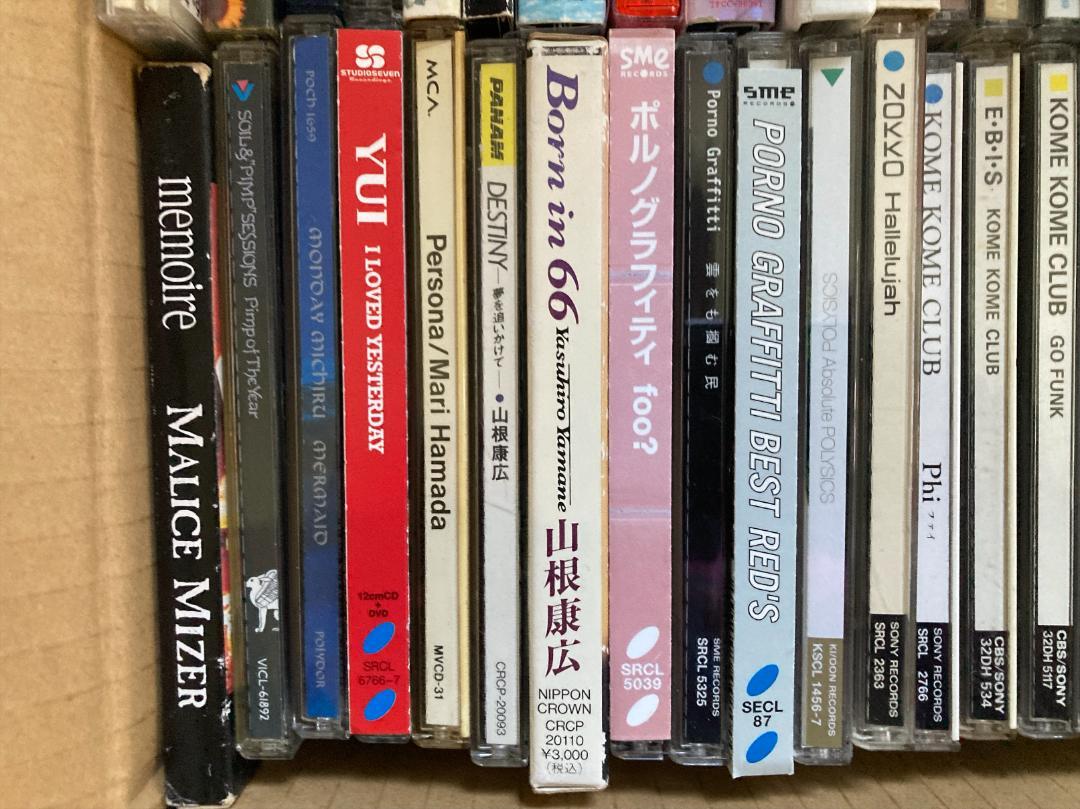 memoire MALICE MIZER
SOIL&"PIMP"SESSIONS Pimp of The Year
VICL-61892
POCH1659
MONDAY MICHIRU MERMAID
POLYDOR
STUDIOSEVEN
Recordings
YUI I LOVED YESTERDAY
12cmCD
+
DVD
SRCL
6766~7
MCA
Persona/Mari Hamada
MVCD-31
PANAM
DESTINY—夢を追いかけて—●山根康広
CRCP-20093
Born in 66 Yasuhiro Yamane
山根康広
NIPPON
CROWN
CRCP
20110
¥3,000
(税込)
SME
RECORDS
ポルノグラフィティ foo?
SRCL
5039
Porno Graffitti 雲をも掴む民
SME RECORDS
SRCL 5325
sme
RECORDS
PORNO GRAFFITTI BEST RED'S
SECL
87
POLYSICS Absolute POLYSICS
KI/OON RECORDS
KSCL 1456-7
ZOKKO Hallelujah
SONY RECORDS
SRCL 2363
KOME KOME CLUB Phi ファイ
SONY RECORDS
SRCL 2766
E・B・I・S KOME KOME CLUB
CBS/SONY
32DH 534
KOME KOME CLUB GO FUNK
CBS/SONY
32DH 5117